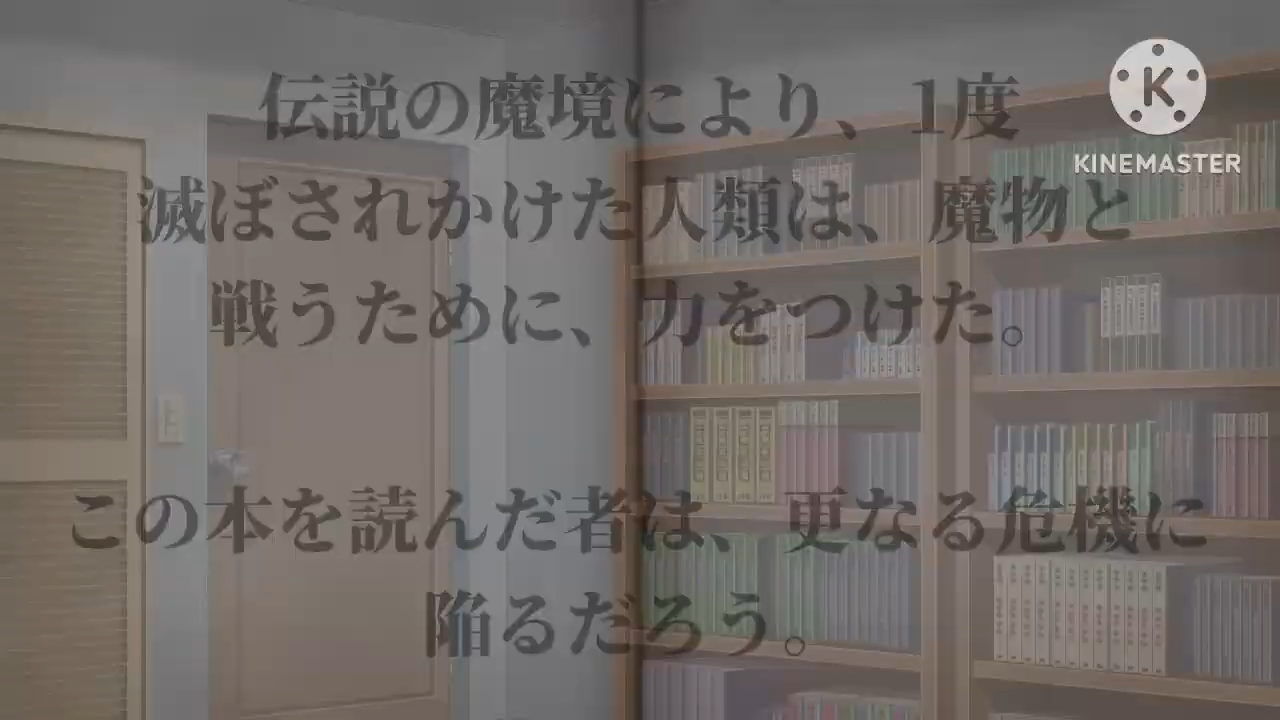 伝説の魔境により、1度
滅ぼされかけた人類は、魔物と
戦うために、力をつけた。
この本を読んだ者は、更なる危機に
陥るだろう。
K
KINEMASTER